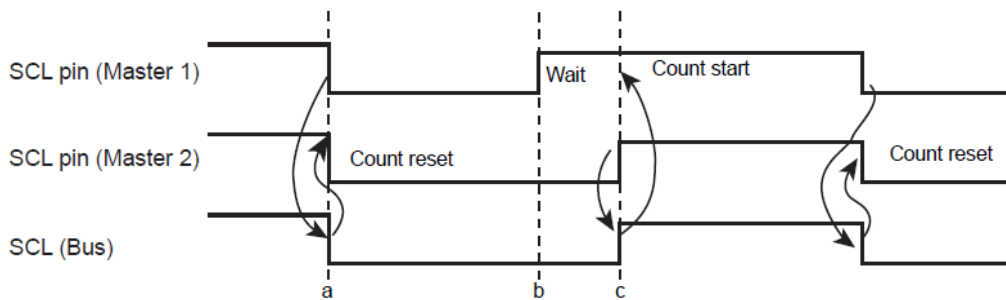 SCL pin (Master 1)
Wait
Count start
SCL pin (Master 2)
Count reset
Count reset
SCL (Bus)
a
b
c